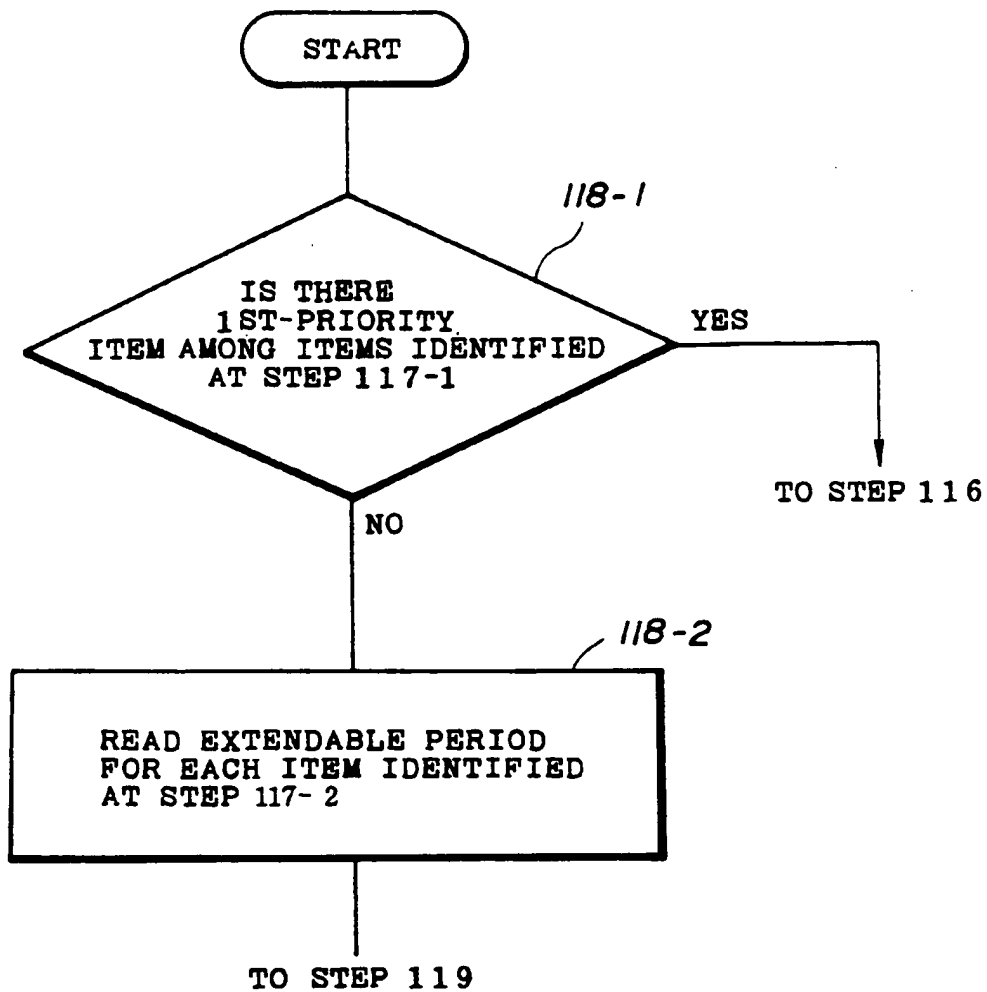 START
118-1
IS THERE
1ST-PRIORITY
ITEM AMONG ITEMS IDENTIFIED
AT STEP 117-1
YES
TO STEP 116
NO
118-2
READ EXTENDABLE PERIOD
FOR EACH ITEM IDENTIFIED
AT STEP 117-2
TO STEP 119